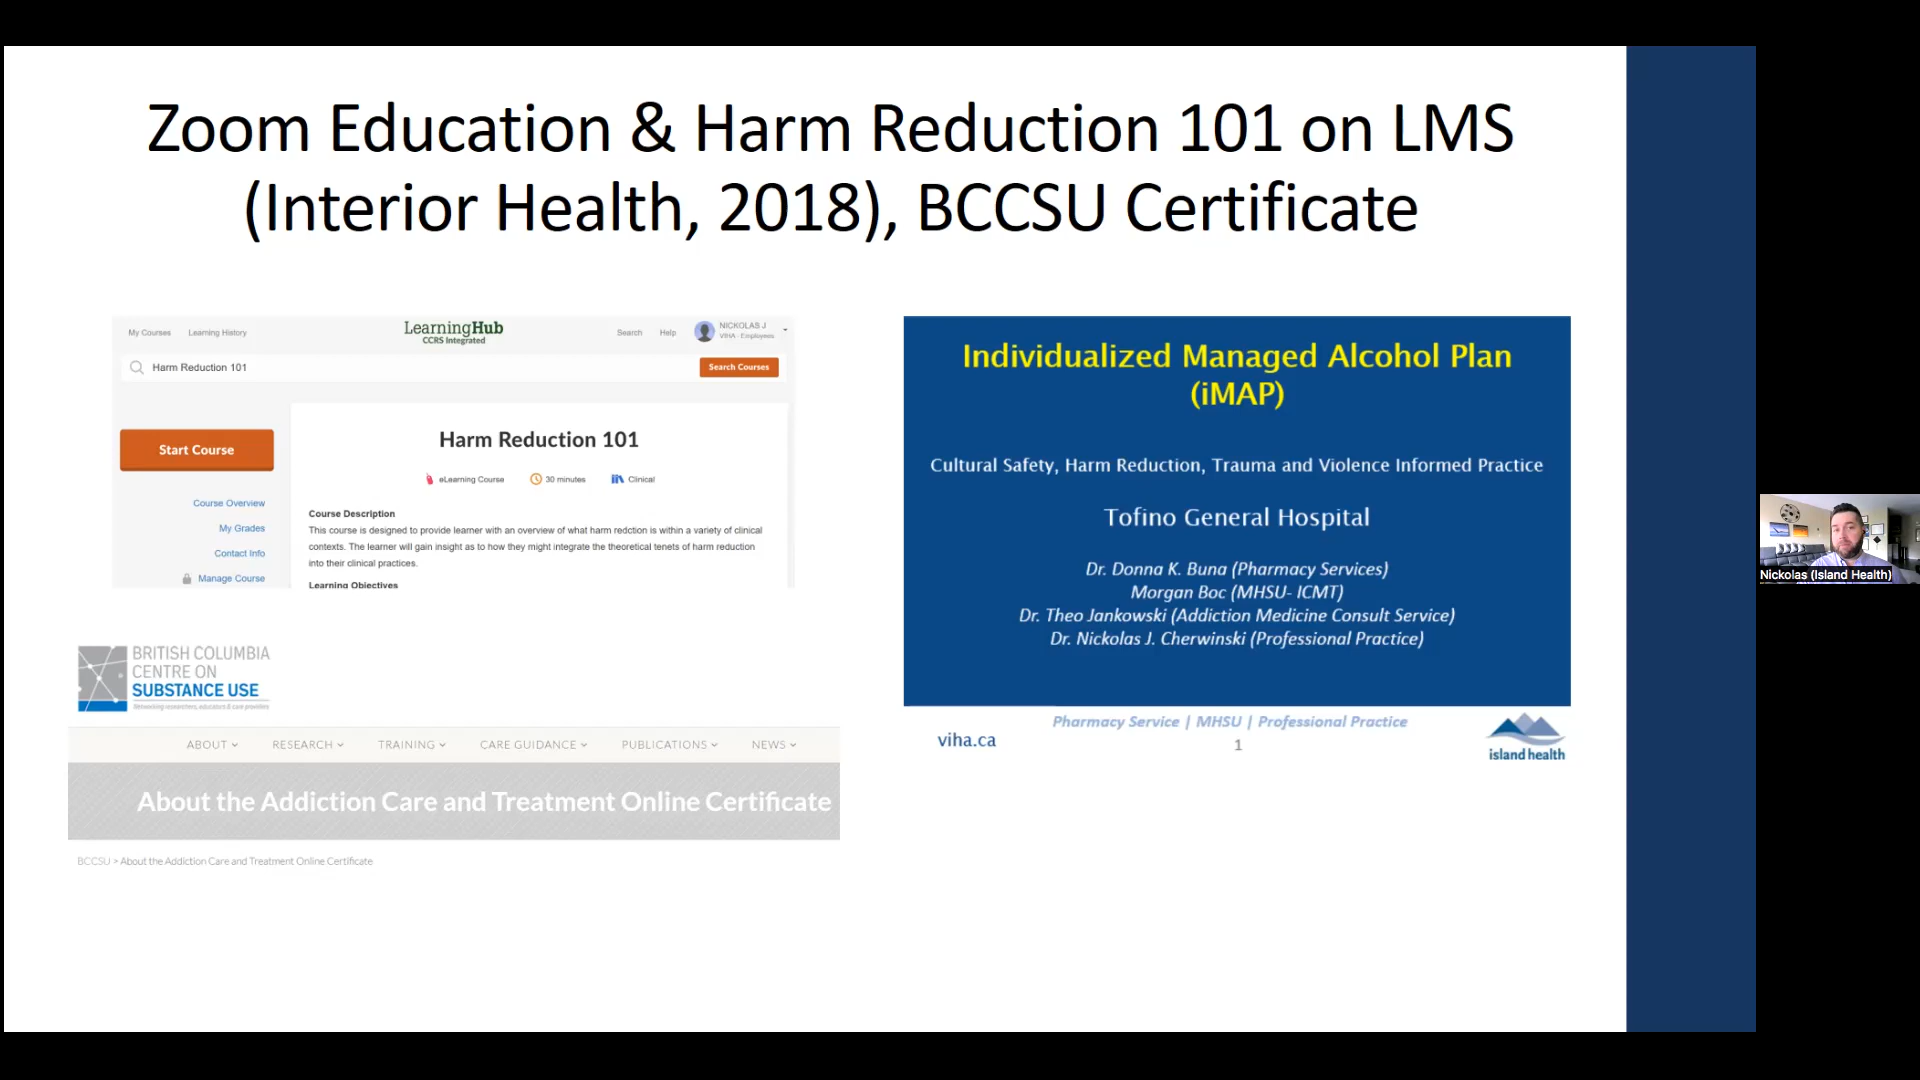 Zoom Education & Harm Reduction 101 on LMS
(Interior Health, 2018), BCCSU Certificate
My Courses Learning History
LearningHub
CCRS Integrated
Search Help
NICKOLAS J
VIHA - Employees
Harm Reduction 101
Search Courses
Start Course
Course Overview
My Grades
Contact Info
Manage Course
Harm Reduction 101
eLearning Course 30 minutes Clinical
Course Description
This course is designed to provide learner with an overview of what harm redction is within a variety of clinical
contexts. The learner will gain insight as to how they might integrate the theoretical tenets of harm reduction
into their clinical practices.
Learning Objectives
BRITISH COLUMBIA
CENTRE ON
SUBSTANCE USE
Networking researchers, educators & care providers
ABOUT RESEARCH TRAINING CARE GUIDANCE PUBLICATIONS NEWS
About the Addiction Care and Treatment Online Certificate
BCCSU > About the Addiction Care and Treatment Online Certificate
Individualized Managed Alcohol Plan
(iMAP)
Cultural Safety, Harm Reduction, Trauma and Violence Informed Practice
Tofino General Hospital
Dr. Donna K. Buna (Pharmacy Services)
Morgan Boc (MHSU- ICMT)
Dr. Theo Jankowski (Addiction Medicine Consult Service)
Dr. Nickolas J. Cherwinski (Professional Practice)
Pharmacy Service | MHSU | Professional Practice
viha.ca
1
island health
Nickolas (Island Health)